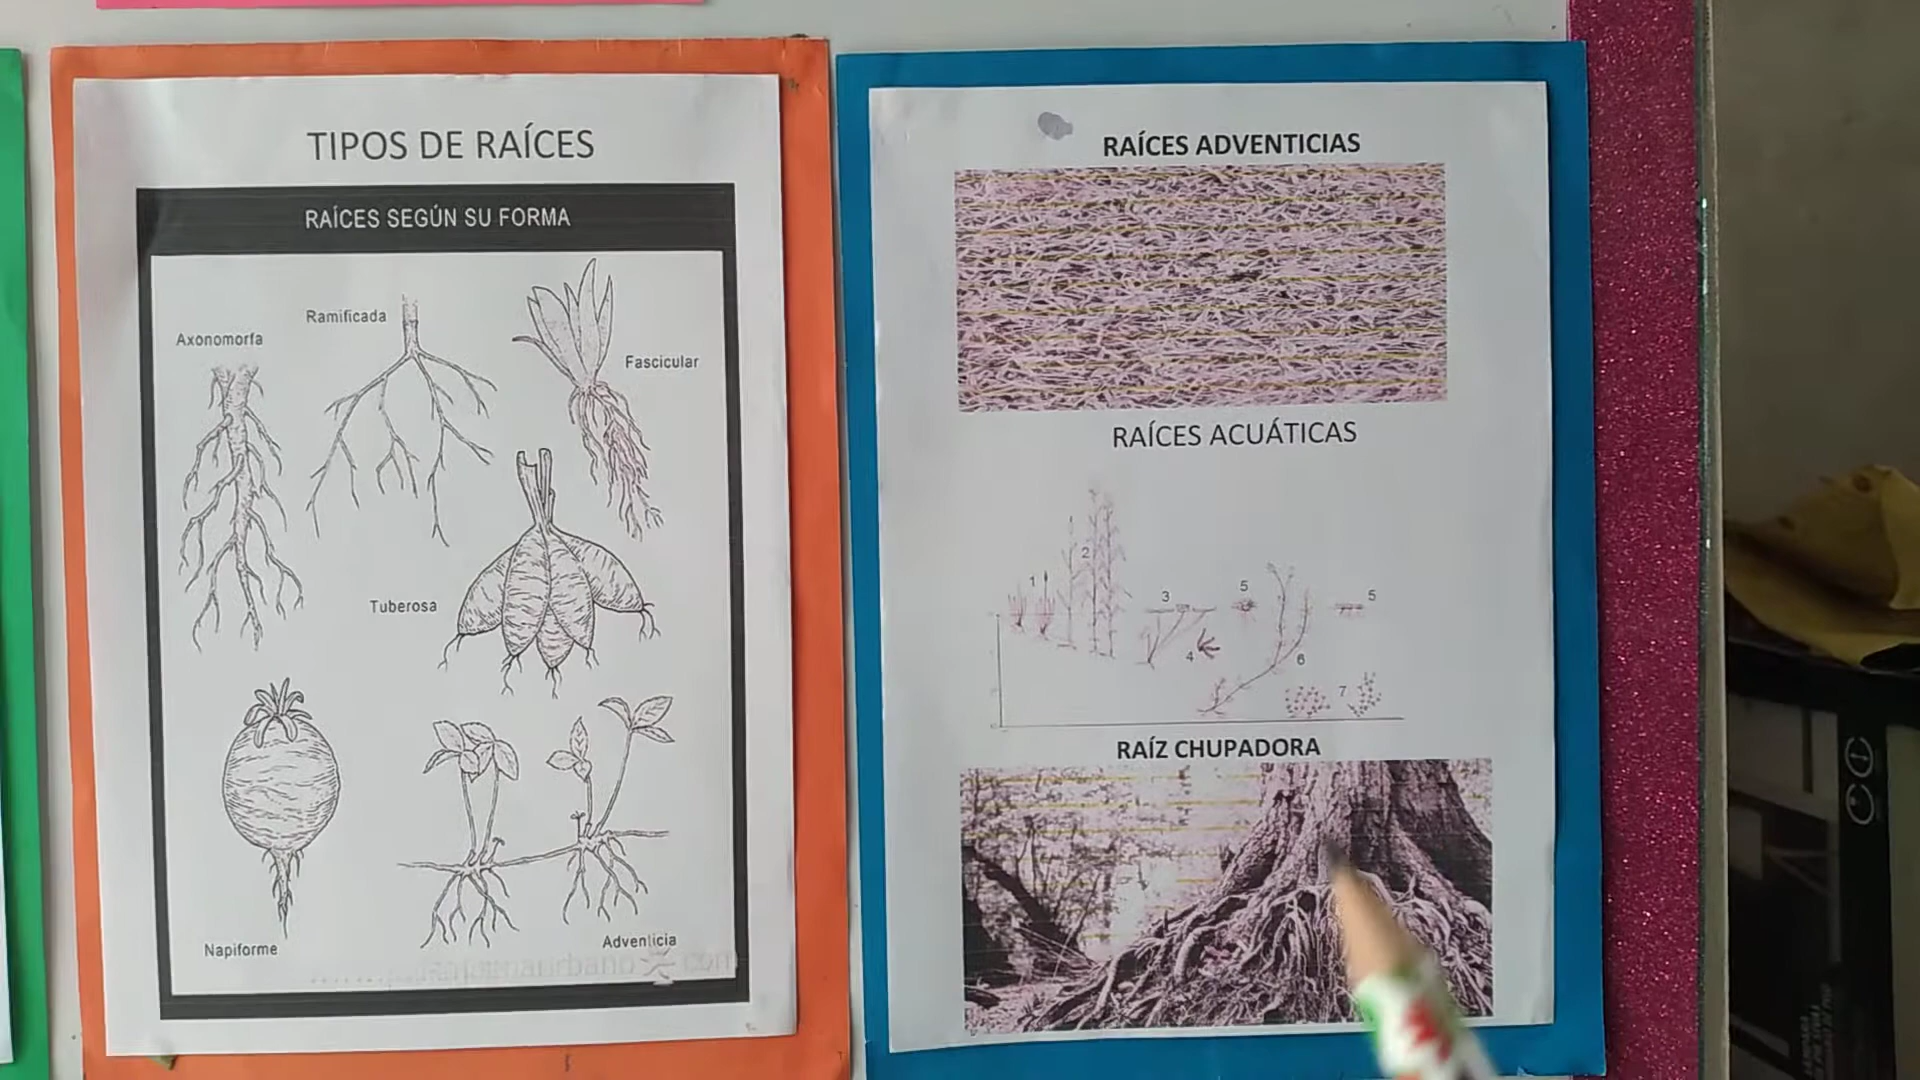 TIPOS DE RAÍCES
RAÍCES SEGÚN SU FORMA
Axonomorfa
Ramificada
Fascicular
Tuberosa
Napiforme
Adventicia
RAÍCES ADVENTICIAS
RAÍCES ACUÁTICAS
1
2
3
4
5
5
6
7
RAÍZ CHUPADORA